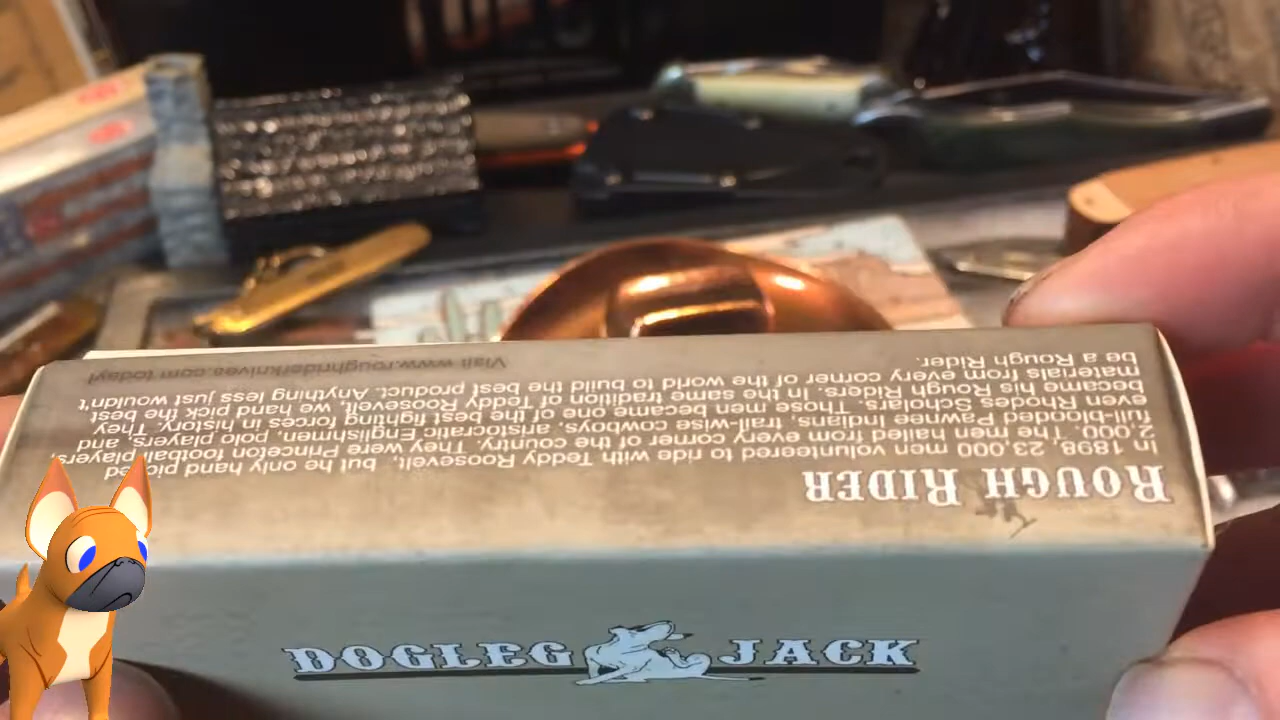 ROUGH RIDER
In 1898, 23,000 men volunteered to ride with Teddy Roosevelt, but he only hand picked
2,000. The men hailed from every corner of the country. They were Princeton football players,
full-blooded Pawnee Indians, trail-wise cowboys, aristocratic Englishmen, polo players, and
even Rhodes Scholars. Those men became one of the best fighting forces in history. They
became his Rough Riders. In the same tradition of Teddy Roosevelt, we hand pick the best
materials from every corner of the world to build the best product. Anything less just wouldn't
be a Rough Rider.
Visit www.roughriderknives.com today!
DOGLEG JACK